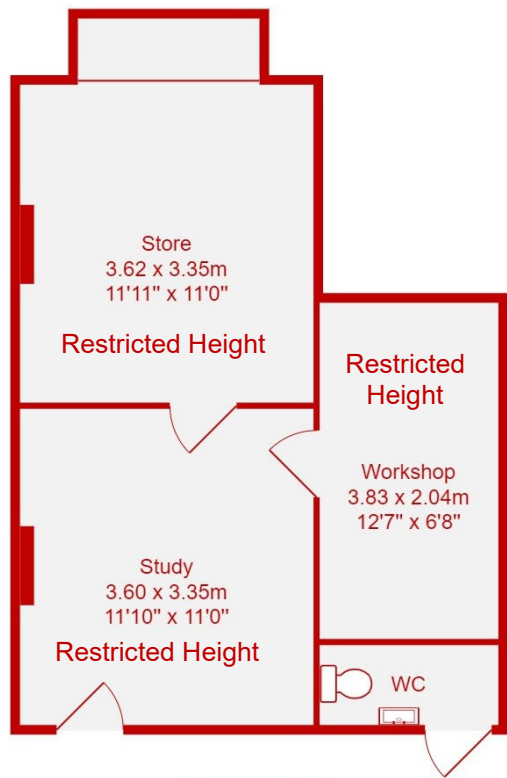 Store
3.62 x 3.35m
11'11" x 11'0"
Restricted Height
Restricted
Height
Workshop
3.83 x 2.04m
12'7" x 6'8"
Study
3.60 x 3.35m
11'10" x 11'0"
Restricted Height
WC